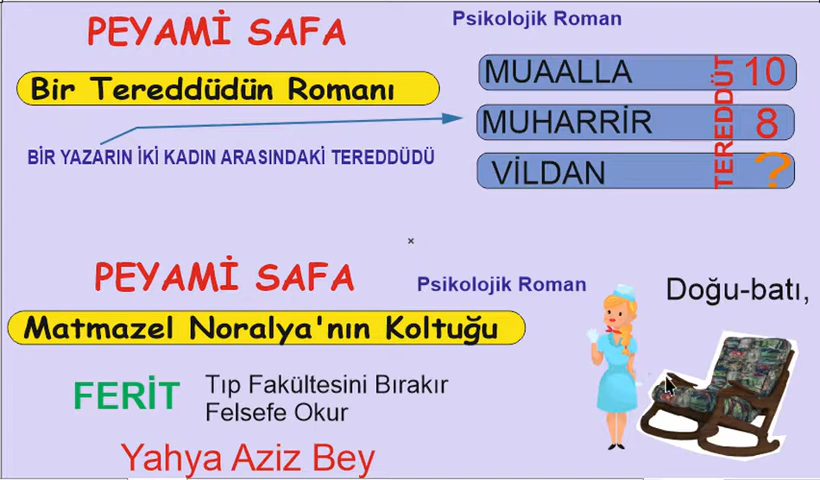 PEYAMİ SAFA
Psikolojik Roman
Bir Tereddüdün Romanı
BİR YAZARIN İKİ KADIN ARASINDAKİ TEREDDÜDÜ
MUAALLA 10
MUHARRİR 8
VİLDAN ?
TEREDDÜT
PEYAMİ SAFA
Psikolojik Roman
Doğu-batı,
Matmazel Noralya'nın Koltuğu
FERİT
Tıp Fakültesini Bırakır
Felsefe Okur
Yahya Aziz Bey